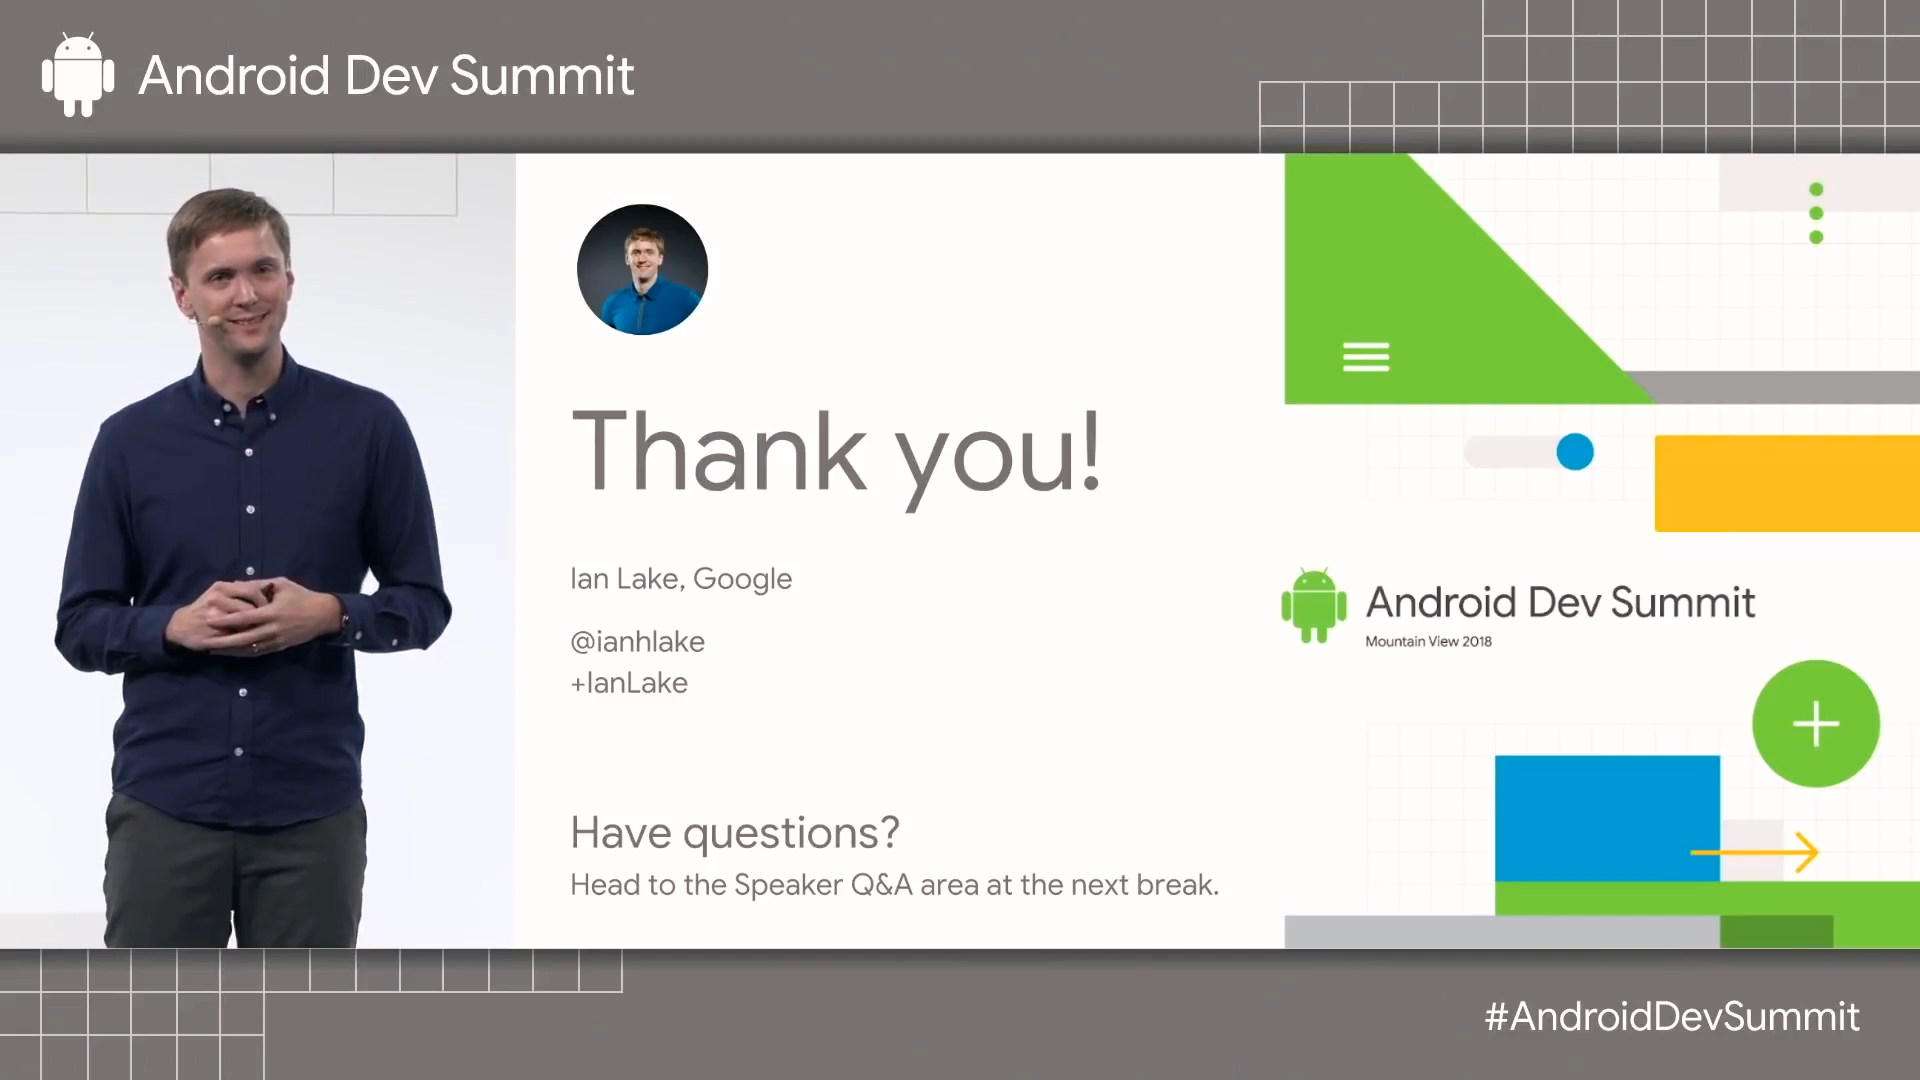 Android Dev Summit
Thank you!
Ian Lake, Google
@ianhlake
+IanLake
Have questions?
Head to the Speaker Q&A area at the next break.
Android Dev Summit
Mountain View 2018
#AndroidDevSummit